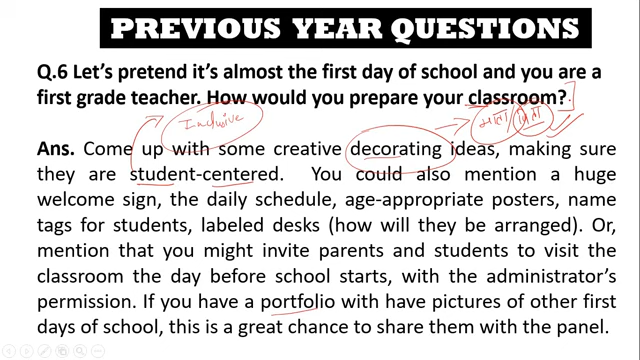 PREVIOUS YEAR QUESTIONS
Q.6 Let's pretend it's almost the first day of school and you are a
first grade teacher. How would you prepare your classroom?
Inclusive
Ans. Come up with some creative decorating ideas, making sure
they are student-centered. You could also mention a huge
welcome sign, the daily schedule, age-appropriate posters, name
tags for students, labeled desks (how will they be arranged). Or,
mention that you might invite parents and students to visit the
classroom the day before school starts, with the administrator's
permission. If you have a portfolio with have pictures of other first
days of school, this is a great chance to share them with the panel.